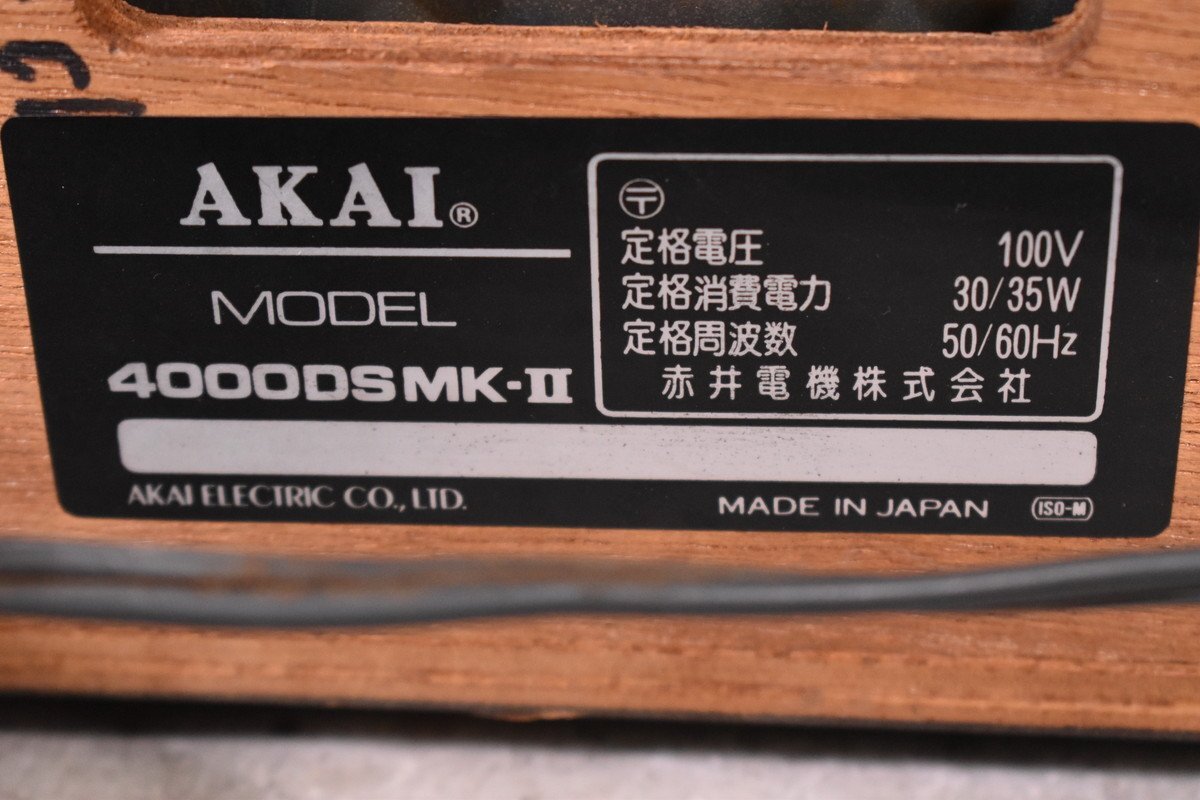 AKAI®
MODEL
4000DS MK-II
〒
定格電圧 100V
定格消費電力 30/35W
定格周波数 50/60Hz
赤井電機株式会社
AKAI ELECTRIC CO., LTD.
MADE IN JAPAN ISO-M